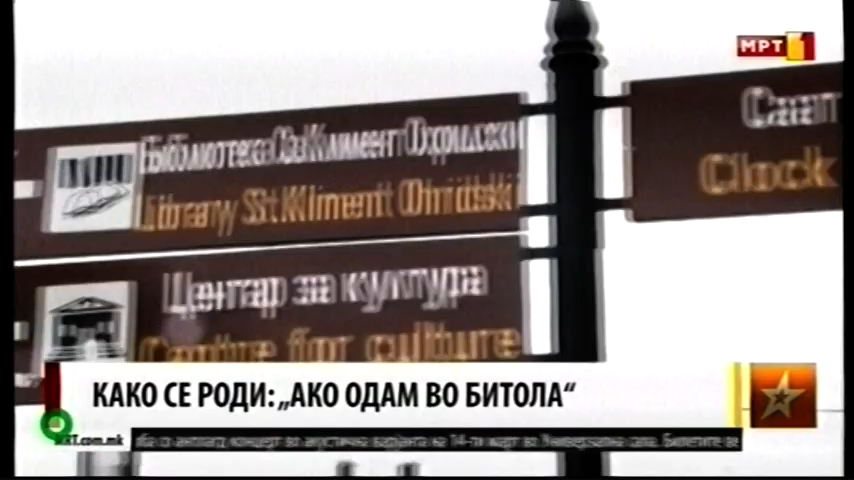 МРТ 1
Библиотека Св. Климент Охридски
Library St. Kliment Ohridski
Саат
Clock
Центар за култура
Centre for culture
КАКО СЕ РОДИ: „АКО ОДАМ ВО БИТОЛА“
MRT.com.mk
концерт во акустична варијанта на 14-ти март во Универзална сала. Билетите ве